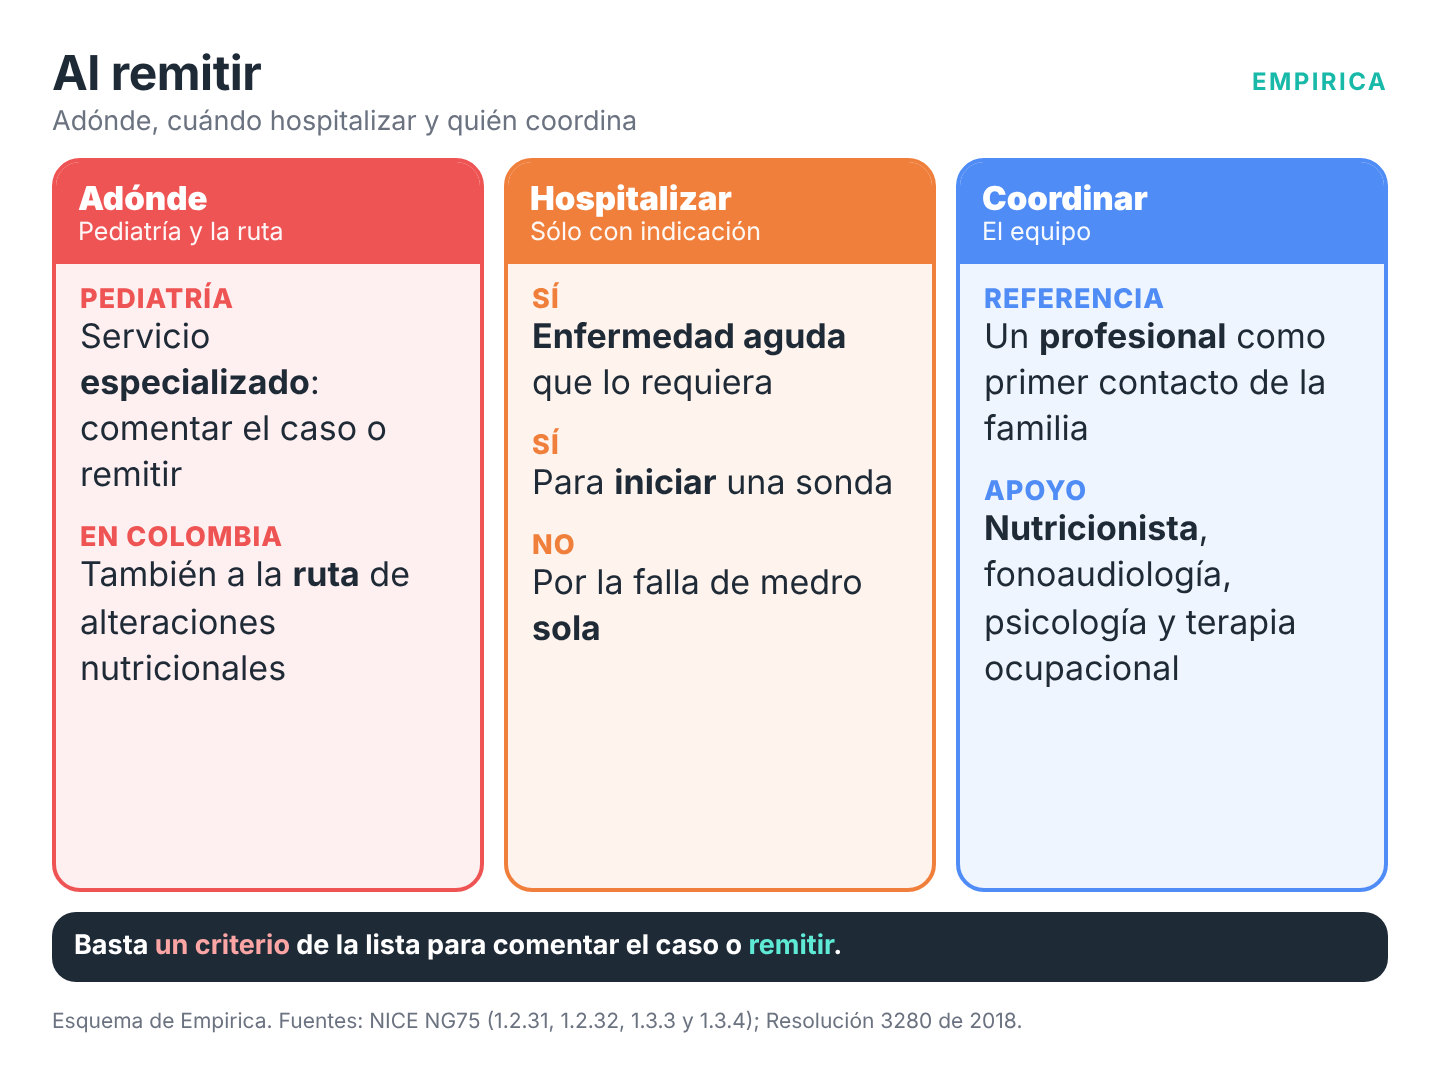 Al remitir
EMPIRICA
Adónde, cuándo hospitalizar y quién coordina
Adónde
Pediatría y la ruta
PEDIATRÍA
Servicio
especializado:
comentar el caso o
remitir
EN COLOMBIA
También a la ruta de
alteraciones
nutricionales
Hospitalizar
Sólo con indicación
SÍ
Enfermedad aguda
que lo requiera
SÍ
Para iniciar una sonda
NO
Por la falla de medro
sola
Coordinar
El equipo
REFERENCIA
Un profesional como
primer contacto de la
familia
APOYO
Nutricionista,
fonoaudiología,
psicología y terapia
ocupacional
Basta un criterio de la lista para comentar el caso o remitir.
Esquema de Empirica. Fuentes: NICE NG75 (1.2.31, 1.2.32, 1.3.3 y 1.3.4); Resolución 3280 de 2018.